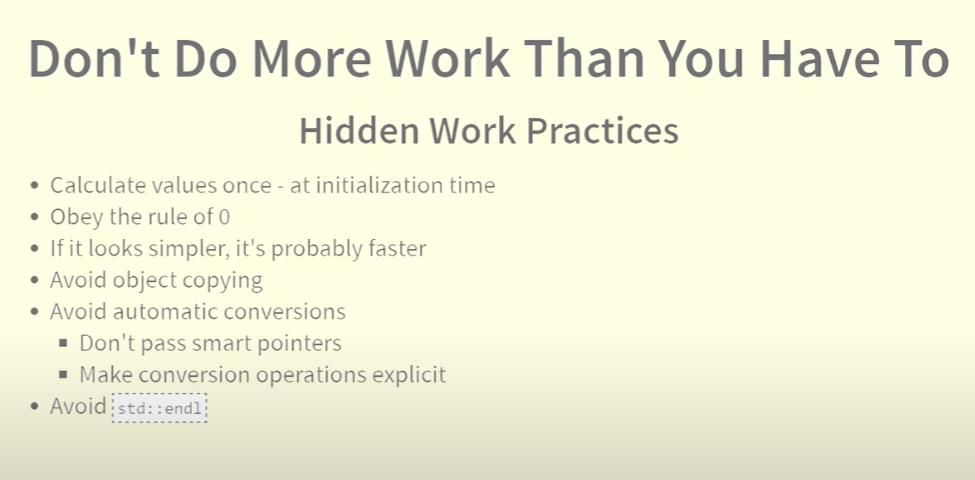 Don't Do More Work Than You Have To
Hidden Work Practices
• Calculate values once - at initialization time
• Obey the rule of 0
• If it looks simpler, it's probably faster
• Avoid object copying
• Avoid automatic conversions
▪ Don't pass smart pointers
▪ Make conversion operations explicit
• Avoid std::endl